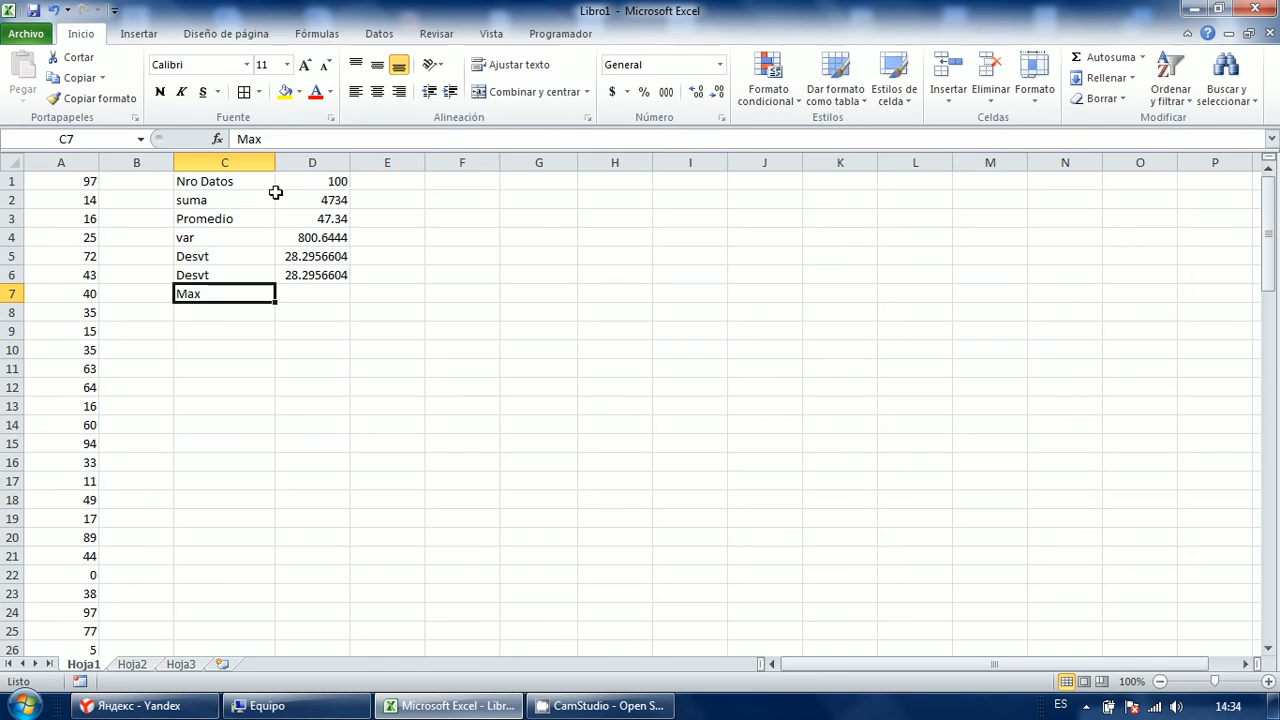 Libro1 - Microsoft Excel
Archivo Inicio Insertar Diseño de página Fórmulas Datos Revisar Vista Programador
Pegar
Cortar
Copiar
Copiar formato
Portapapeles
Calibri 11
N K S A
Fuente
Ajustar texto
Combinar y centrar
Alineación
General
$ % 000
Número
Formato condicional
Dar formato como tabla
Estilos de celda
Estilos
Insertar
Eliminar
Formato
Celdas
Σ Autosuma
Rellenar
Borrar
Ordenar y filtrar
Buscar y seleccionar
Modificar
C7 fx Max
A B C D E F G H I J K L M N O P
1 97 Nro Datos 100
2 14 suma 4734
3 16 Promedio 47.34
4 25 var 800.6444
5 72 Desvt 28.2956604
6 43 Desvt 28.2956604
7 40 Max
8 35
9 15
10 35
11 63
12 64
13 16
14 60
15 94
16 33
17 11
18 49
19 17
20 89
21 44
22 0
23 38
24 97
25 77
26 5
Hoja1 Hoja2 Hoja3
Listo 100%
Яндекс - Yandex Equipo Microsoft Excel - Libr... CamStudio - Open S... ES 14:34